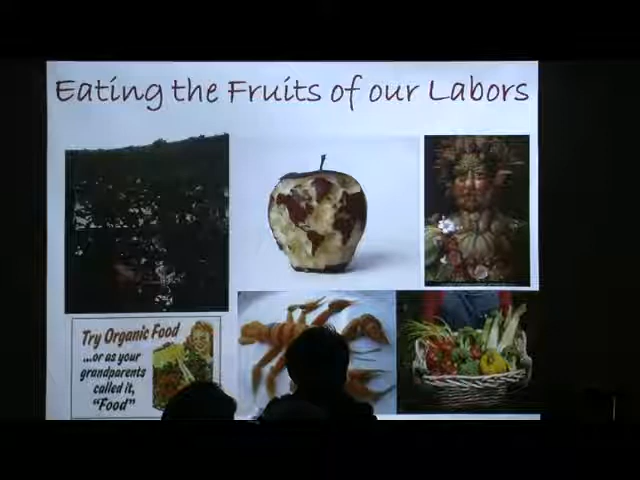 Eating the Fruits of our Labors
Try Organic Food
...or as your
grandparents
called it,
"Food"